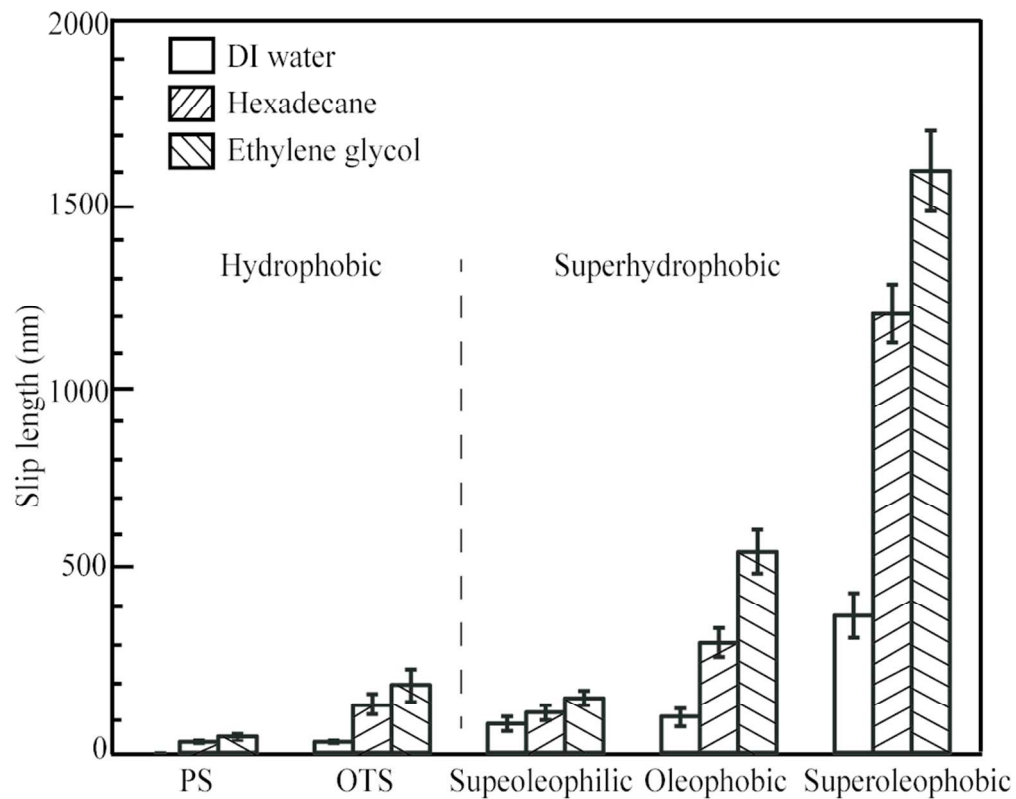 2000
1500
1000
500
0
Slip length (nm)
DI water
Hexadecane
Ethylene glycol
Hydrophobic
Superhydrophobic
PS
OTS
Supeoleophilic
Oleophobic
Superoleophobic